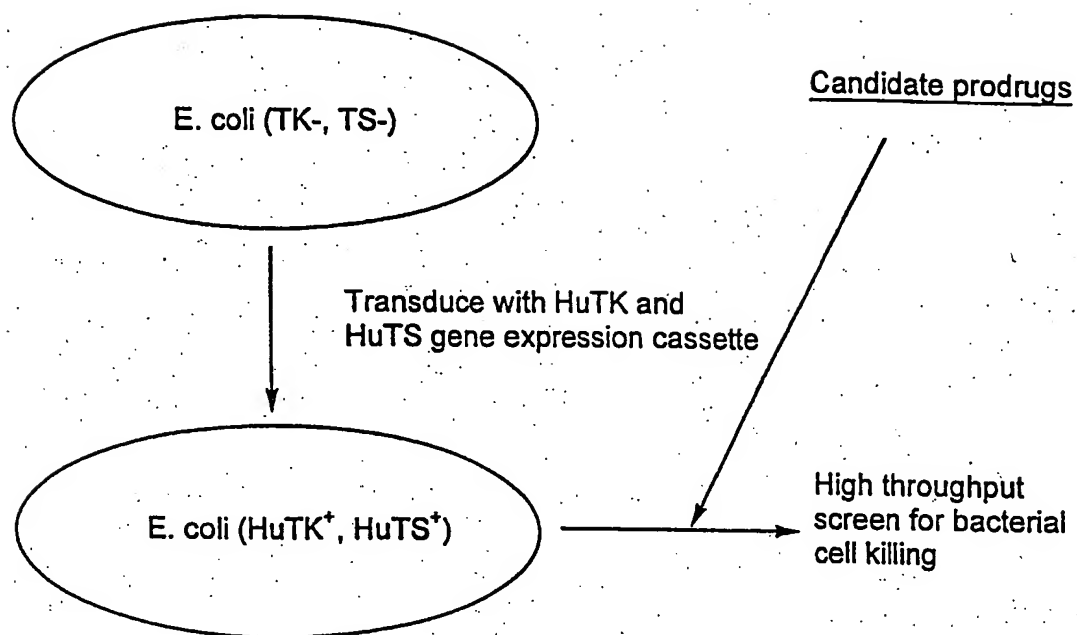 E. coli (TK-, TS-)
Candidate prodrugs
Transduce with HuTK and
HuTS gene expression cassette
E. coli (HuTK⁺, HuTS⁺)
High throughput
screen for bacterial
cell killing